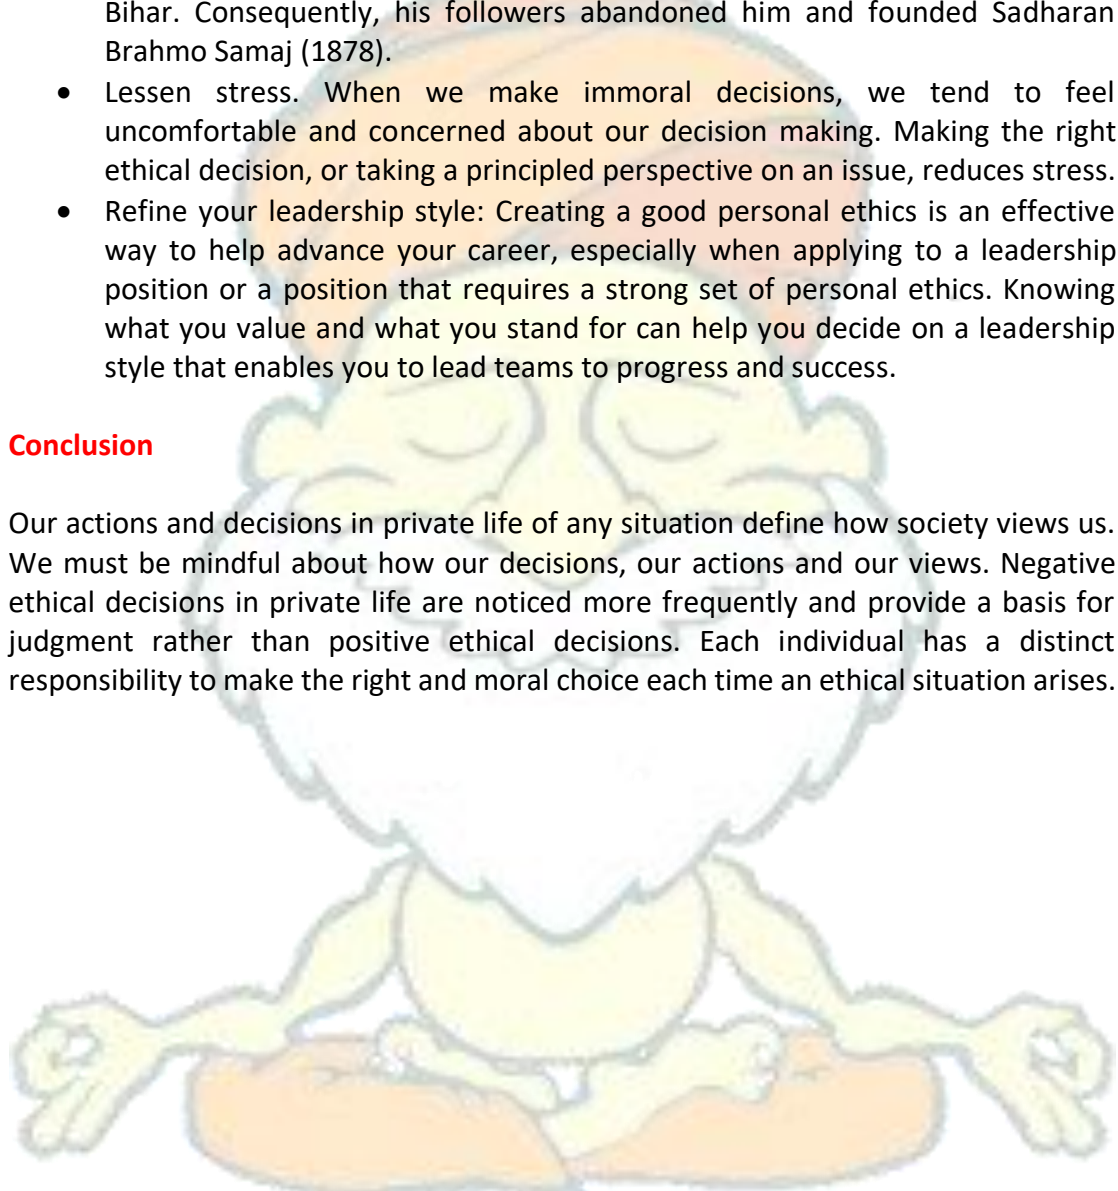 Bihar. Consequently, his followers abandoned him and founded Sadharan
Brahmo Samaj (1878).
• Lessen stress. When we make immoral decisions, we tend to feel
uncomfortable and concerned about our decision making. Making the right
ethical decision, or taking a principled perspective on an issue, reduces stress.
• Refine your leadership style: Creating a good personal ethics is an effective
way to help advance your career, especially when applying to a leadership
position or a position that requires a strong set of personal ethics. Knowing
what you value and what you stand for can help you decide on a leadership
style that enables you to lead teams to progress and success.
Conclusion
Our actions and decisions in private life of any situation define how society views us.
We must be mindful about how our decisions, our actions and our views. Negative
ethical decisions in private life are noticed more frequently and provide a basis for
judgment rather than positive ethical decisions. Each individual has a distinct
responsibility to make the right and moral choice each time an ethical situation arises.